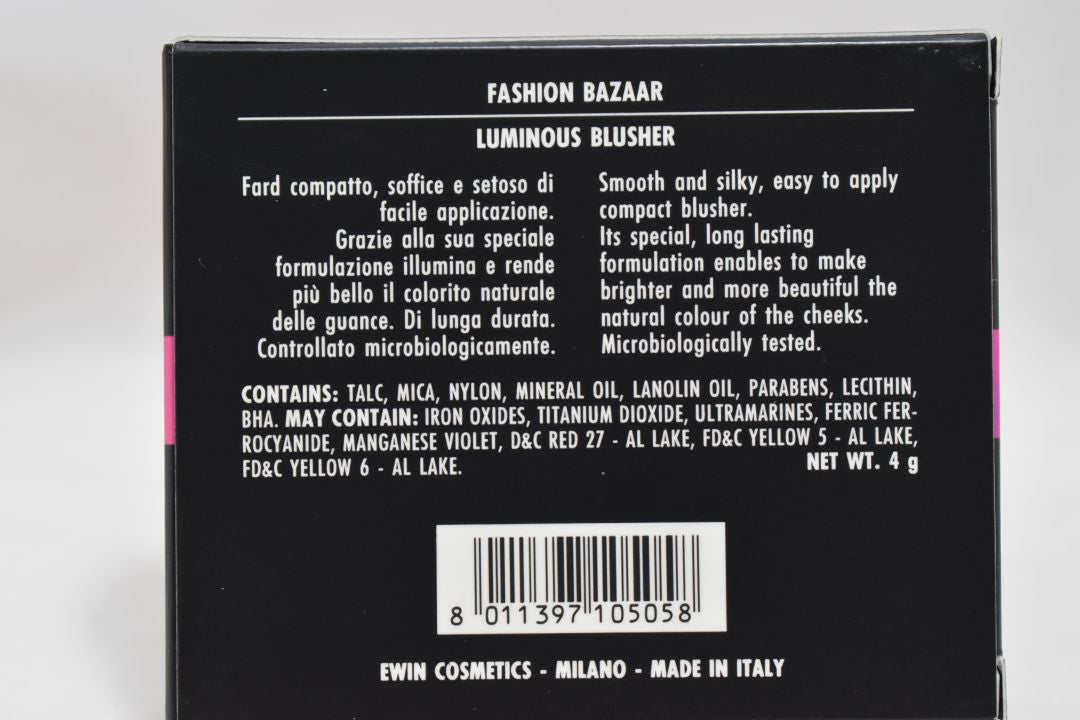 FASHION BAZAAR
LUMINOUS BLUSHER
Fard compatto, soffice e setoso di
facile applicazione.
Grazie alla sua speciale
formulazione illumina e rende
più bello il colorito naturale
delle guance. Di lunga durata.
Controllato microbiologicamente.
Smooth and silky, easy to apply
compact blusher.
Its special, long lasting
formulation enables to make
brighter and more beautiful the
natural colour of the cheeks.
Microbiologically tested.
CONTAINS: TALC, MICA, NYLON, MINERAL OIL, LANOLIN OIL, PARABENS, LECITHIN,
BHA. MAY CONTAIN: IRON OXIDES, TITANIUM DIOXIDE, ULTRAMARINES, FERRIC FER-
ROCYANIDE, MANGANESE VIOLET, D&C RED 27 - AL LAKE, FD&C YELLOW 5 - AL LAKE,
FD&C YELLOW 6 - AL LAKE. NET WT. 4 g
8 011397 105058
EWIN COSMETICS - MILANO - MADE IN ITALY